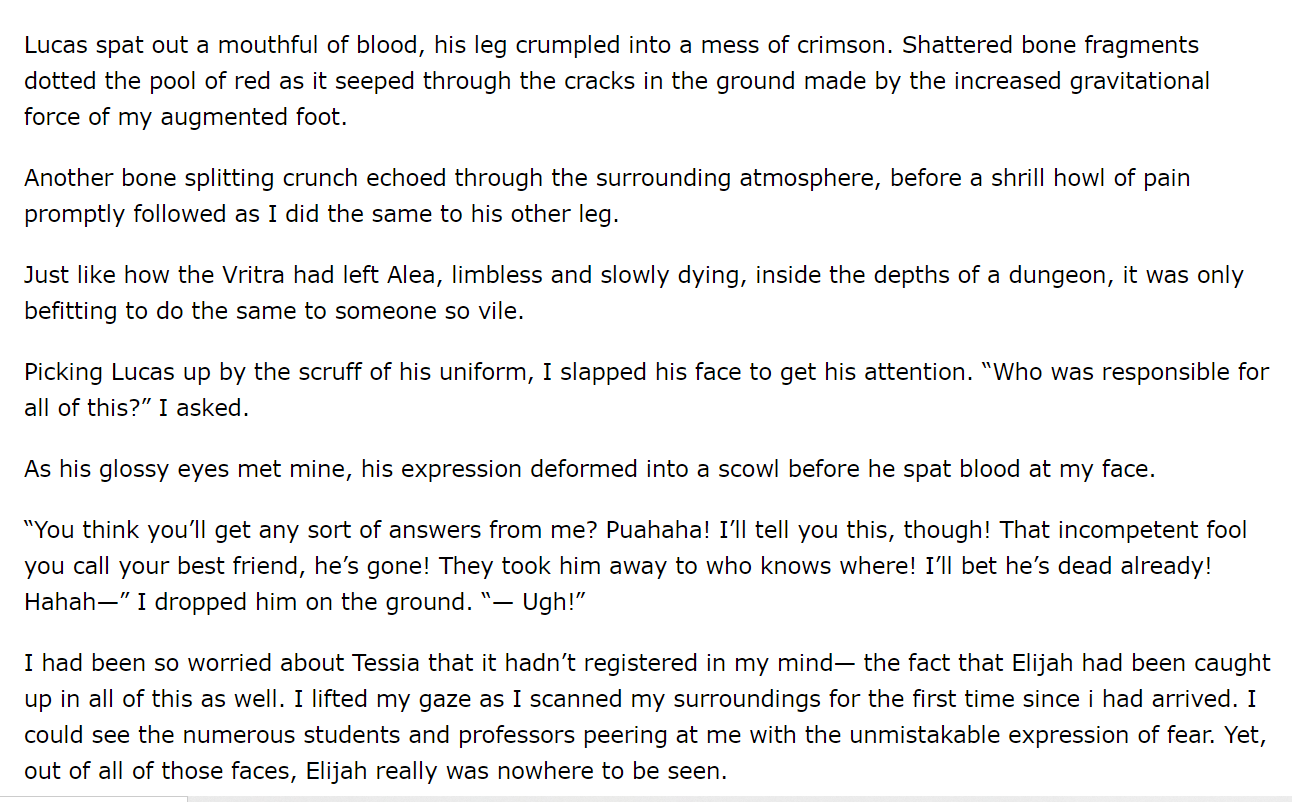 Lucas spat out a mouthful of blood, his leg crumpled into a mess of crimson. Shattered bone fragments
dotted the pool of red as it seeped through the cracks in the ground made by the increased gravitational
force of my augmented foot.
Another bone splitting crunch echoed through the surrounding atmosphere, before a shrill howl of pain
promptly followed as I did the same to his other leg.
Just like how the Vritra had left Alea, limbless and slowly dying, inside the depths of a dungeon, it was only
befitting to do the same to someone so vile.
Picking Lucas up by the scruff of his uniform, I slapped his face to get his attention. “Who was responsible for
all of this?” I asked.
As his glossy eyes met mine, his expression deformed into a scowl before he spat blood at my face.
“You think you’ll get any sort of answers from me? Puahaha! I’ll tell you this, though! That incompetent fool
you call your best friend, he’s gone! They took him away to who knows where! I’ll bet he’s dead already!
Hahah—” I dropped him on the ground. “— Ugh!”
I had been so worried about Tessia that it hadn’t registered in my mind— the fact that Elijah had been caught
up in all of this as well. I lifted my gaze as I scanned my surroundings for the first time since i had arrived. I
could see the numerous students and professors peering at me with the unmistakable expression of fear. Yet,
out of all of those faces, Elijah really was nowhere to be seen.